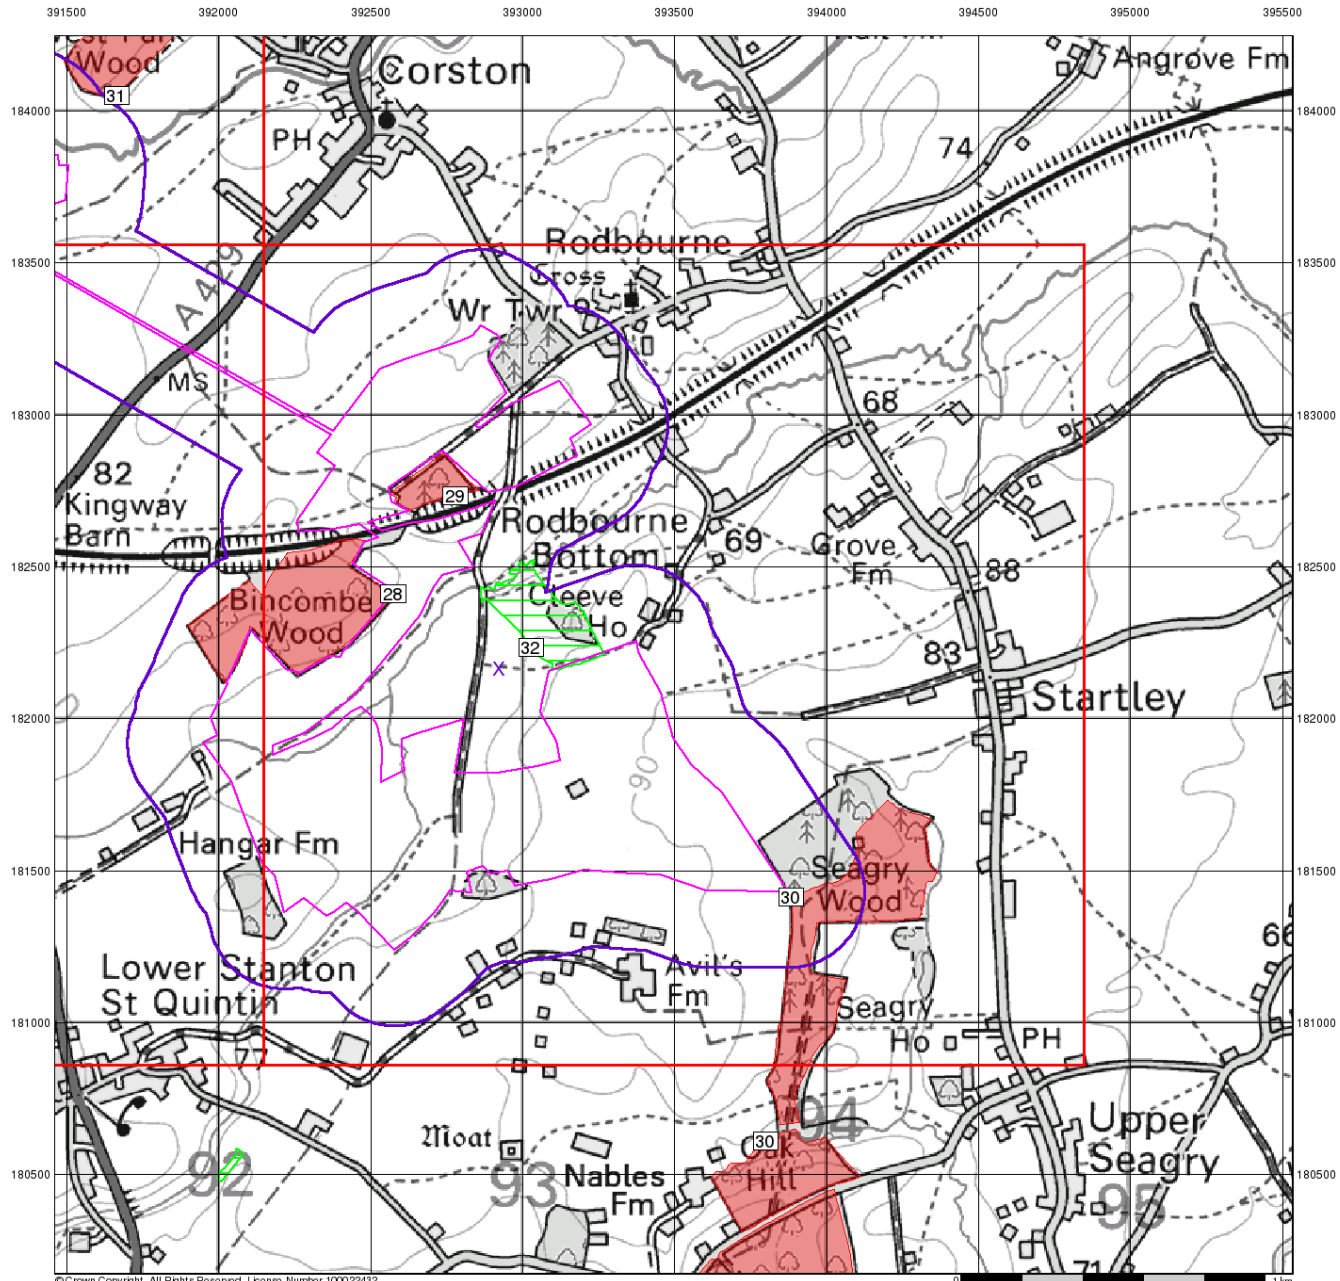 391500 392000 392500 393000 393500 394000 394500 395000 395500
Wood
31
Corston
Angrove Fm
184000
184000
PH
74
A 429
Rodbourne
Cross
183500
183500
Wr Twr
MS
68
183000
183000
82
Kingway
Barn
29
Rodbourne
Bottom
69
Grove
Fm
88
182500
182500
Bincombe
Wood
28
Cleeve
Ho
32
X
83
Startley
182000
182000
90
Hangar Fm
181500
181500
Seagry
Wood
30
66
Lower Stanton
St Quintin
Avil's
Fm
Seagry
Ho
PH
181000
181000
77
94
Moat
30
Oak
Hill
Upper
Seagry
92
93
Nables
Fm
95
180500
180500
71
© Crown Copyright. All Rights Reserved. License Number 100022432
0 1 km